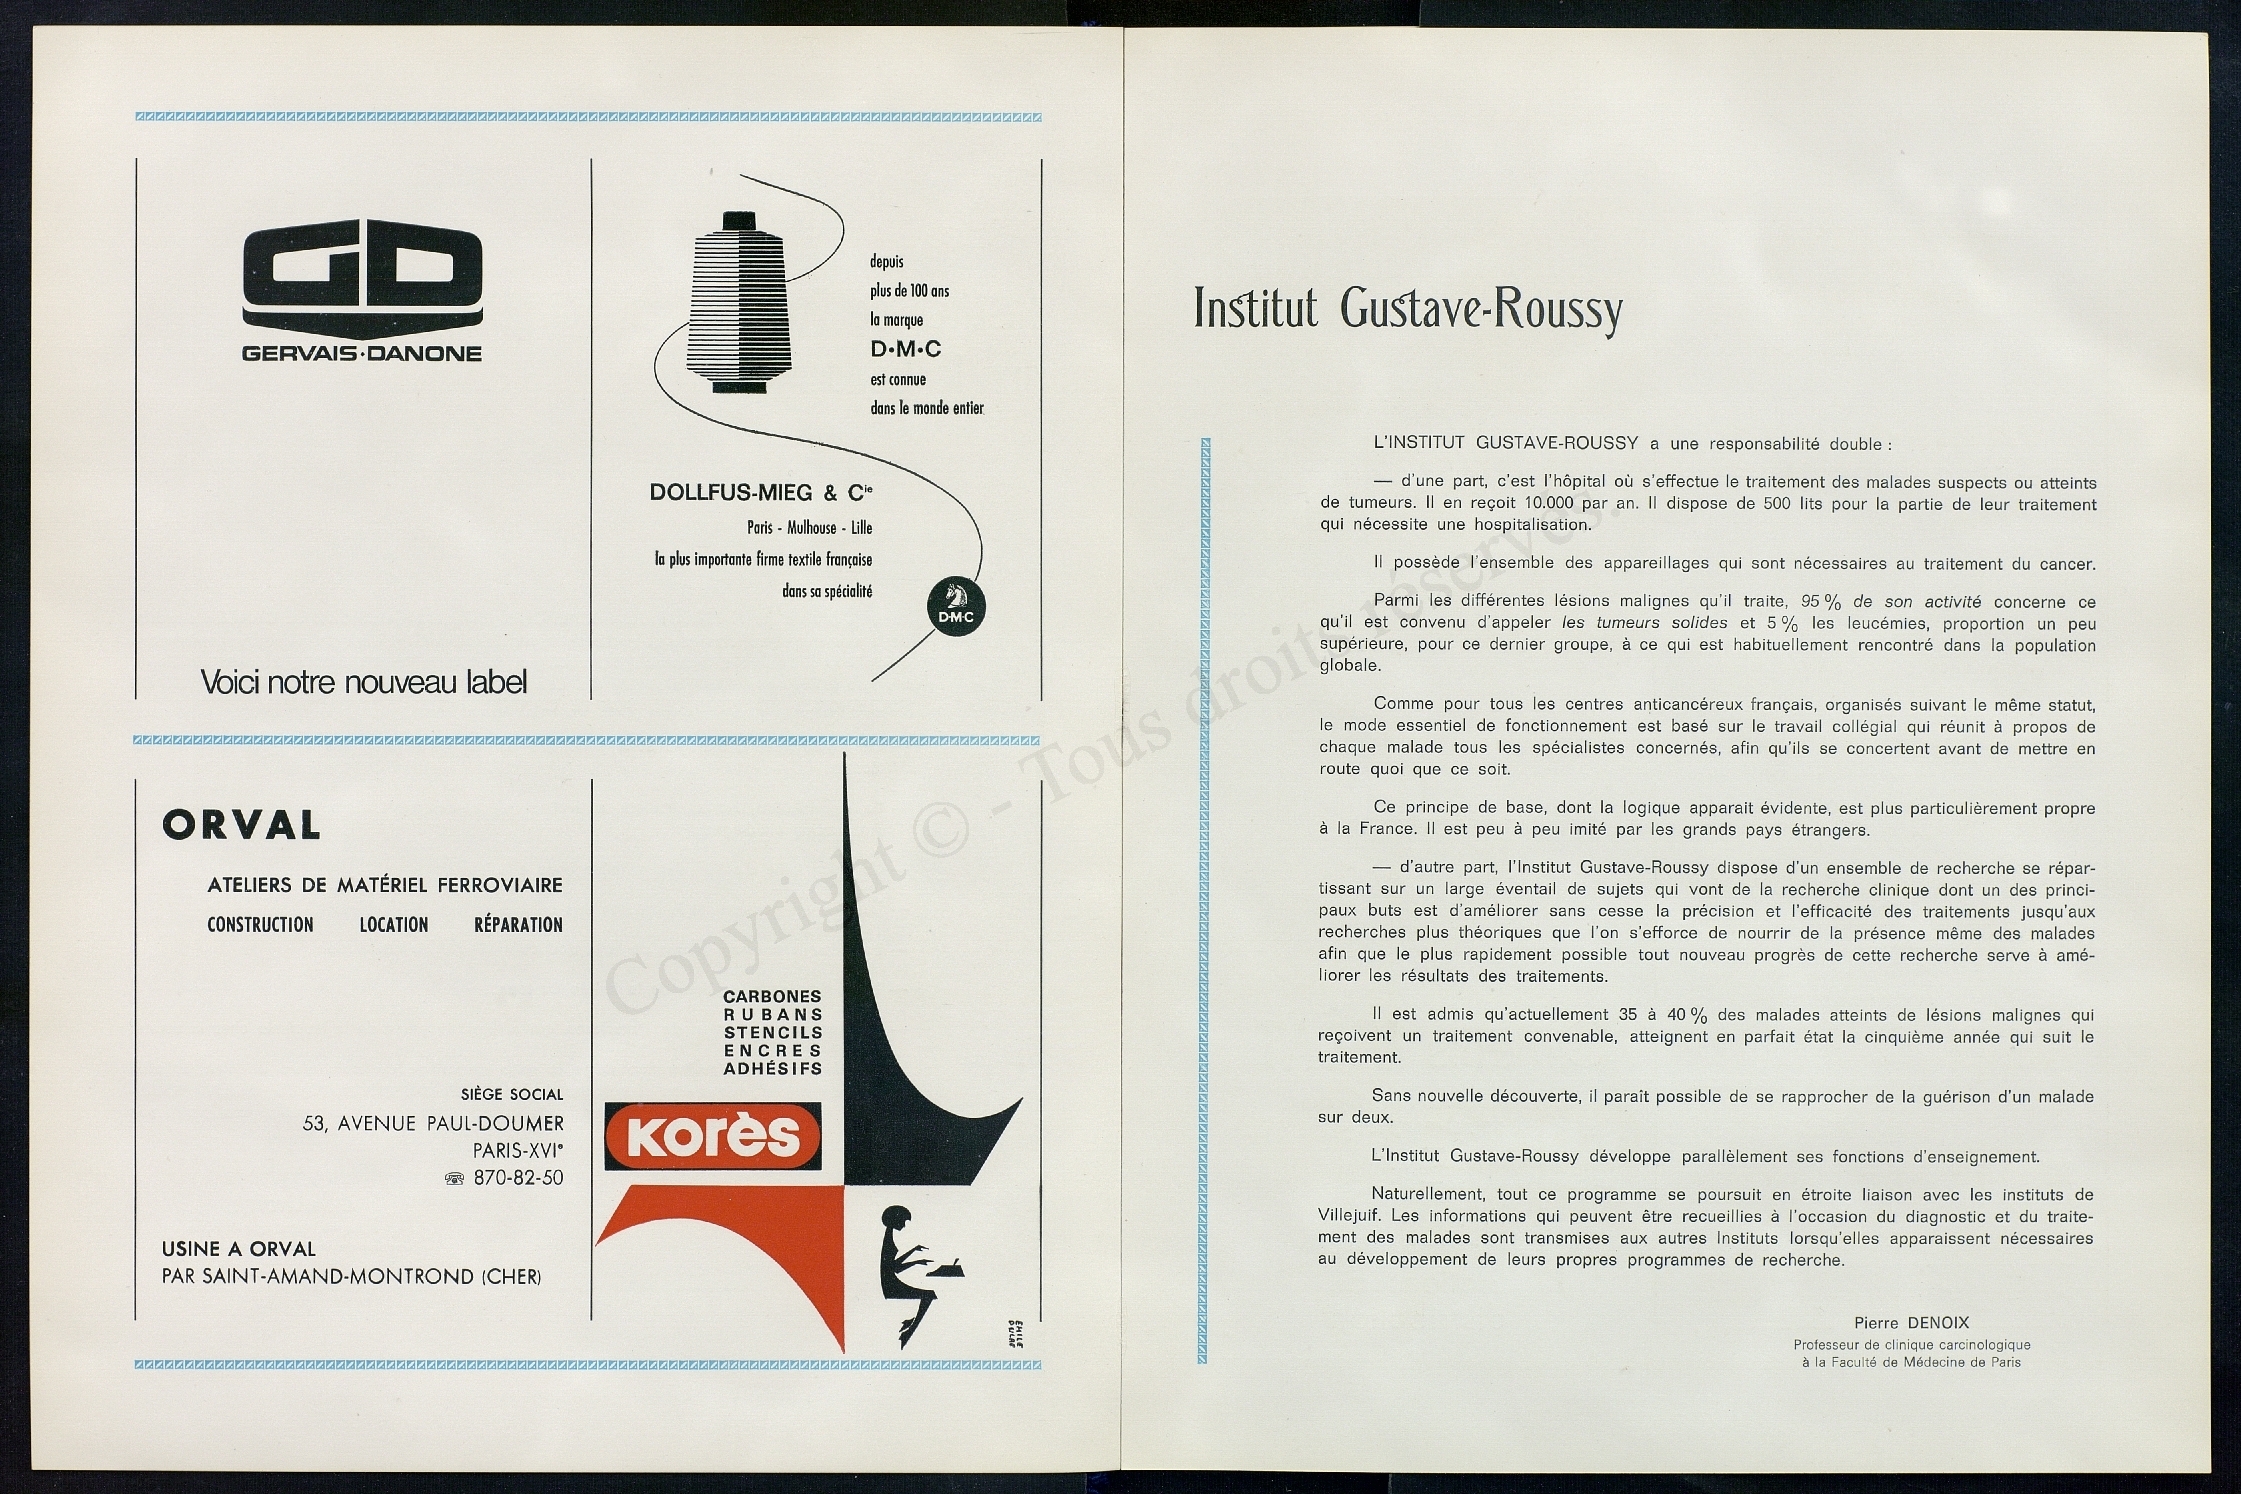 GD
GERVAIS·DANONE
Voici notre nouveau label
depuis
plus de 100 ans
la marque
D·M·C
est connue
dans le monde entier
DOLLFUS-MIEG & Cie
Paris - Mulhouse - Lille
la plus importante firme textile française
dans sa spécialité
D·M·C
ORVAL
ATELIERS DE MATÉRIEL FERROVIAIRE
CONSTRUCTION LOCATION RÉPARATION
SIÈGE SOCIAL
53, AVENUE PAUL-DOUMER
PARIS-XVIe
☎ 870-82-50
USINE A ORVAL
PAR SAINT-AMAND-MONTROND (CHER)
CARBONES
RUBANS
STENCILS
ENCRES
ADHÉSIFS
Korès
Institut Gustave-Roussy
L'INSTITUT GUSTAVE-ROUSSY a une responsabilité double :
— d'une part, c'est l'hôpital où s'effectue le traitement des malades suspects ou atteints
de tumeurs. Il en reçoit 10.000 par an. Il dispose de 500 lits pour la partie de leur traitement
qui nécessite une hospitalisation.
Il possède l'ensemble des appareillages qui sont nécessaires au traitement du cancer.
Parmi les différentes lésions malignes qu'il traite, 95 % de son activité concerne ce
qu'il est convenu d'appeler les tumeurs solides et 5 % les leucémies, proportion un peu
supérieure, pour ce dernier groupe, à ce qui est habituellement rencontré dans la population
globale.
Comme pour tous les centres anticancéreux français, organisés suivant le même statut,
le mode essentiel de fonctionnement est basé sur le travail collégial qui réunit à propos de
chaque malade tous les spécialistes concernés, afin qu'ils se concertent avant de mettre en
route quoi que ce soit.
Ce principe de base, dont la logique apparait évidente, est plus particulièrement propre
à la France. Il est peu à peu imité par les grands pays étrangers.
— d'autre part, l'Institut Gustave-Roussy dispose d'un ensemble de recherche se répar-
tissant sur un large éventail de sujets qui vont de la recherche clinique dont un des princi-
paux buts est d'améliorer sans cesse la précision et l'efficacité des traitements jusqu'aux
recherches plus théoriques que l'on s'efforce de nourrir de la présence même des malades
afin que le plus rapidement possible tout nouveau progrès de cette recherche serve à amé-
liorer les résultats des traitements.
Il est admis qu'actuellement 35 à 40 % des malades atteints de lésions malignes qui
reçoivent un traitement convenable, atteignent en parfait état la cinquième année qui suit le
traitement.
Sans nouvelle découverte, il paraît possible de se rapprocher de la guérison d'un malade
sur deux.
L'Institut Gustave-Roussy développe parallèlement ses fonctions d'enseignement.
Naturellement, tout ce programme se poursuit en étroite liaison avec les instituts de
Villejuif. Les informations qui peuvent être recueillies à l'occasion du diagnostic et du traite-
ment des malades sont transmises aux autres Instituts lorsqu'elles apparaissent nécessaires
au développement de leurs propres programmes de recherche.
Pierre DENOIX
Professeur de clinique carcinologique
à la Faculté de Médecine de Paris
Copyright © - Tous droits réservés.